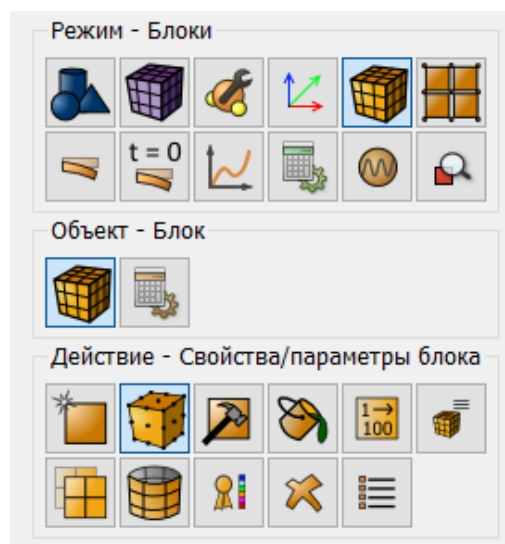 Режим - Блоки
t = 0
Объект - Блок
Действие - Свойства/параметры блока
1→
100